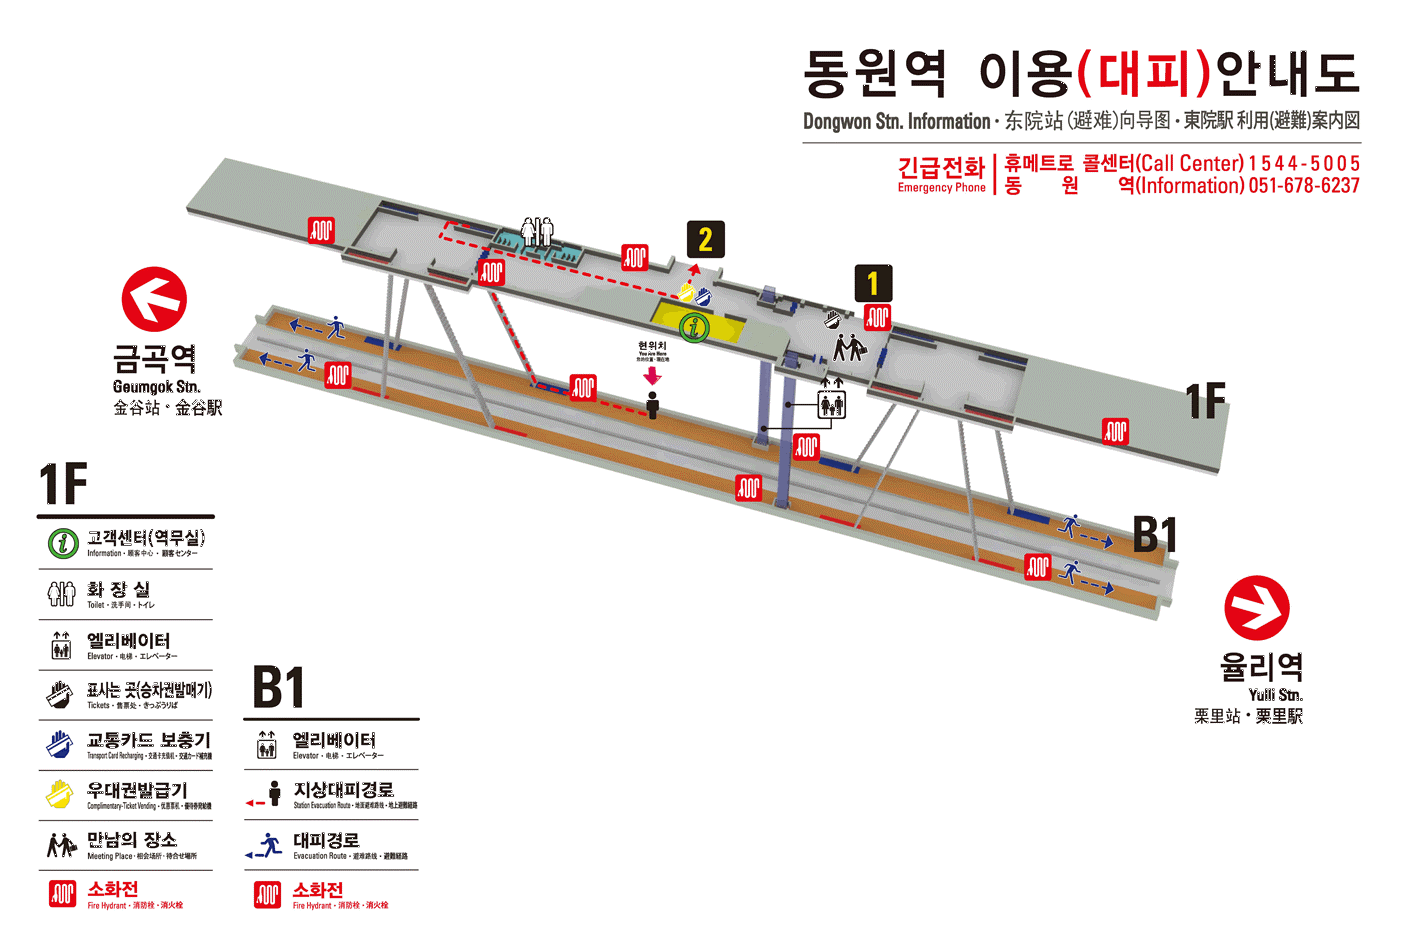 동원역 이용(대피)안내도
Dongwon Stn. Information · 东院站(避难)向导图 · 東院駅 利用(避難)案内図
긴급전화
Emergency Phone
휴메트로 콜센터(Call Center) 1544-5005
동 원 역(Information) 051-678-6237
2
1
현위치
You Are Here
1F
B1
금곡역
Geumgok Stn.
金谷站 · 金谷駅
율리역
Yulli Stn.
栗里站 · 栗里駅
1F
고객센터(역무실)
Information · 顾客中心 · 顧客センター
화 장 실
Toilet · 洗手间 · トイレ
엘리베이터
Elevator · 电梯 · エレベーター
표사는 곳(승차권발매기)
Tickets · 售票处 · きっぷうりば
교통카드 보충기
Transport Card Recharging · 交通卡充值机 · 交通カード補充機
우대권발급기
Complimentary-Ticket Vending · 优惠票机 · 優待券発給機
만남의 장소
Meeting Place · 相会场所 · 待合せ場所
소화전
Fire Hydrant · 消防栓 · 消火栓
B1
엘리베이터
Elevator · 电梯 · エレベーター
지상대피경로
Station Evacuation Route · 地面避难路线 · 地上避難経路
대피경로
Evacuation Route · 避难路线 · 避難経路
소화전
Fire Hydrant · 消防栓 · 消火栓